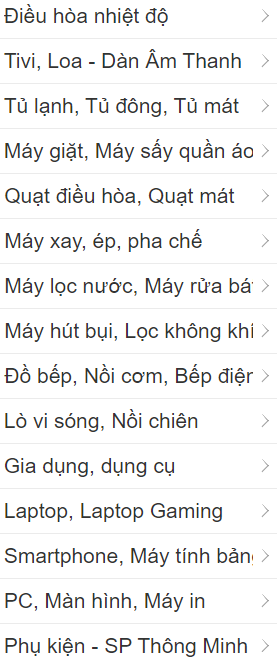 Điều hòa nhiệt độ
Tivi, Loa - Dàn Âm Thanh
Tủ lạnh, Tủ đông, Tủ mát
Máy giặt, Máy sấy quần áo
Quạt điều hòa, Quạt mát
Máy xay, ép, pha chế
Máy lọc nước, Máy rửa bá
Máy hút bụi, Lọc không khí
Đồ bếp, Nồi cơm, Bếp điện
Lò vi sóng, Nồi chiên
Gia dụng, dụng cụ
Laptop, Laptop Gaming
Smartphone, Máy tính bảng
PC, Màn hình, Máy in
Phụ kiện - SP Thông Minh